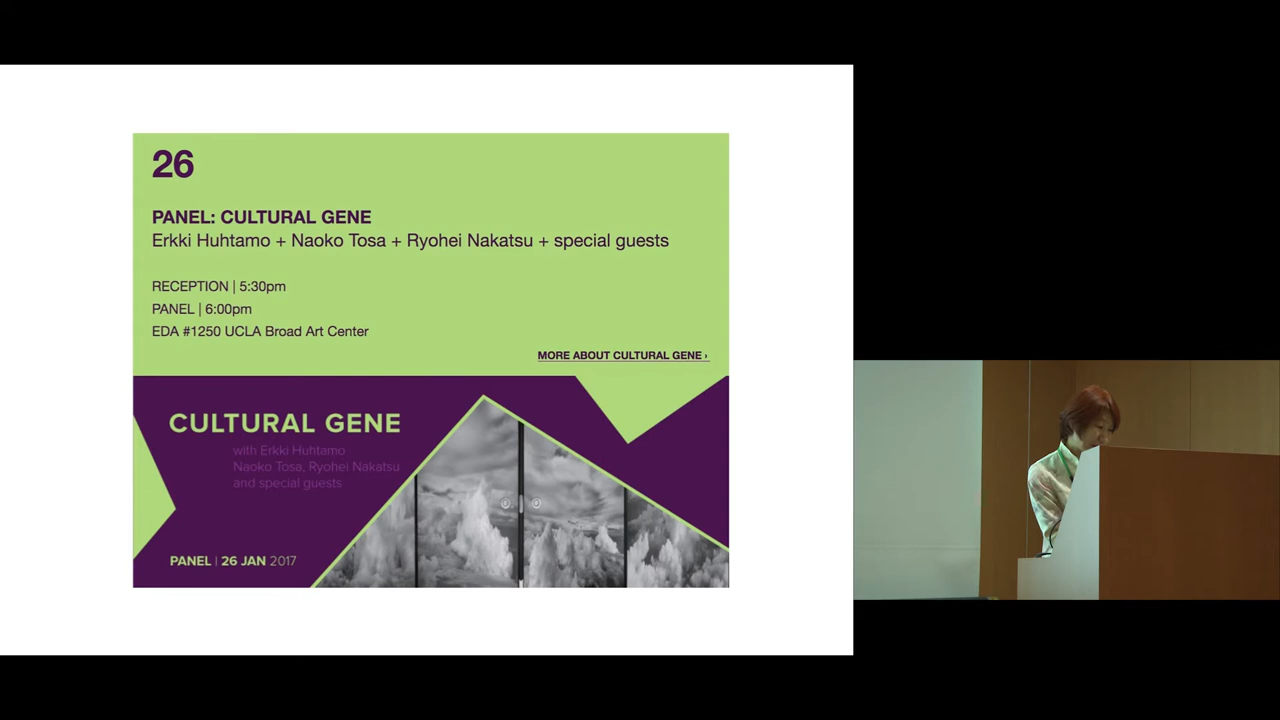 26
PANEL: CULTURAL GENE
Erkki Huhtamo + Naoko Tosa + Ryohei Nakatsu + special guests
RECEPTION | 5:30pm
PANEL | 6:00pm
EDA #1250 UCLA Broad Art Center
MORE ABOUT CULTURAL GENE ›
CULTURAL GENE
with Erkki Huhtamo
Naoko Tosa, Ryohei Nakatsu
and special guests
PANEL | 26 JAN 2017